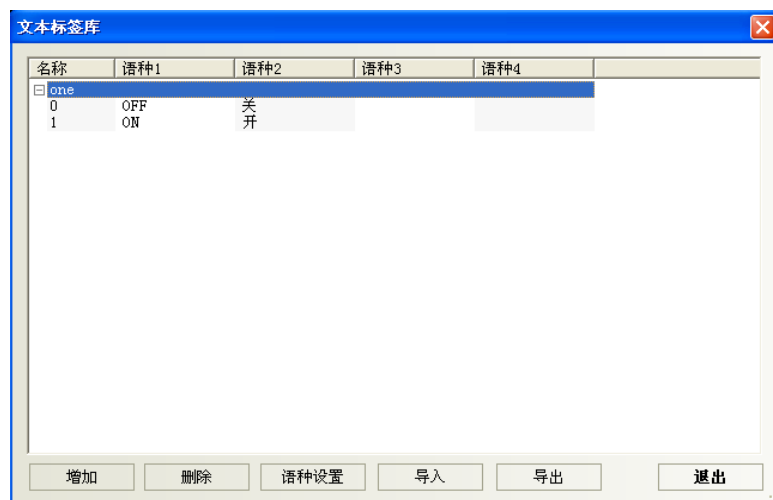 文本标签库
名称 语种1 语种2 语种3 语种4
one
0 OFF 关
1 ON 开
增加 删除 语种设置 导入 导出 退出